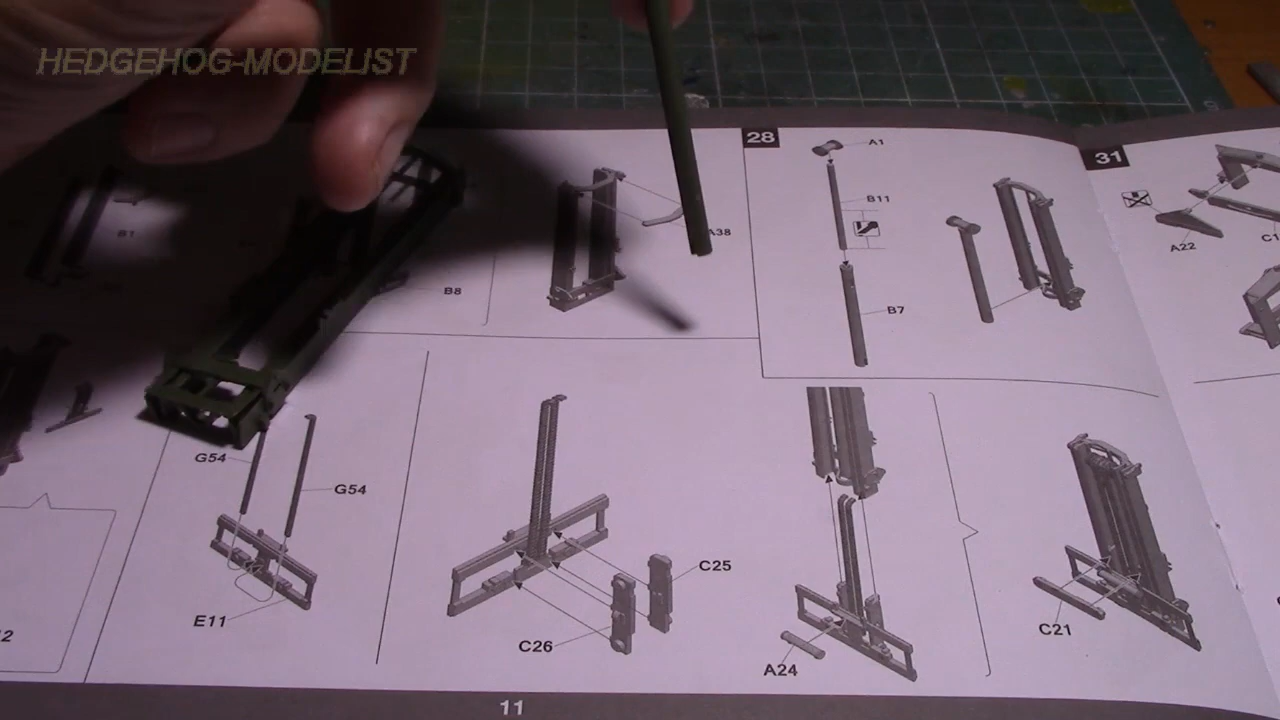 HEDGEHOG-MODELIST
28
A1
31
B11
B1
A38
A22
B8
B7
G54
G54
C25
E11
C26
A24
C21
11